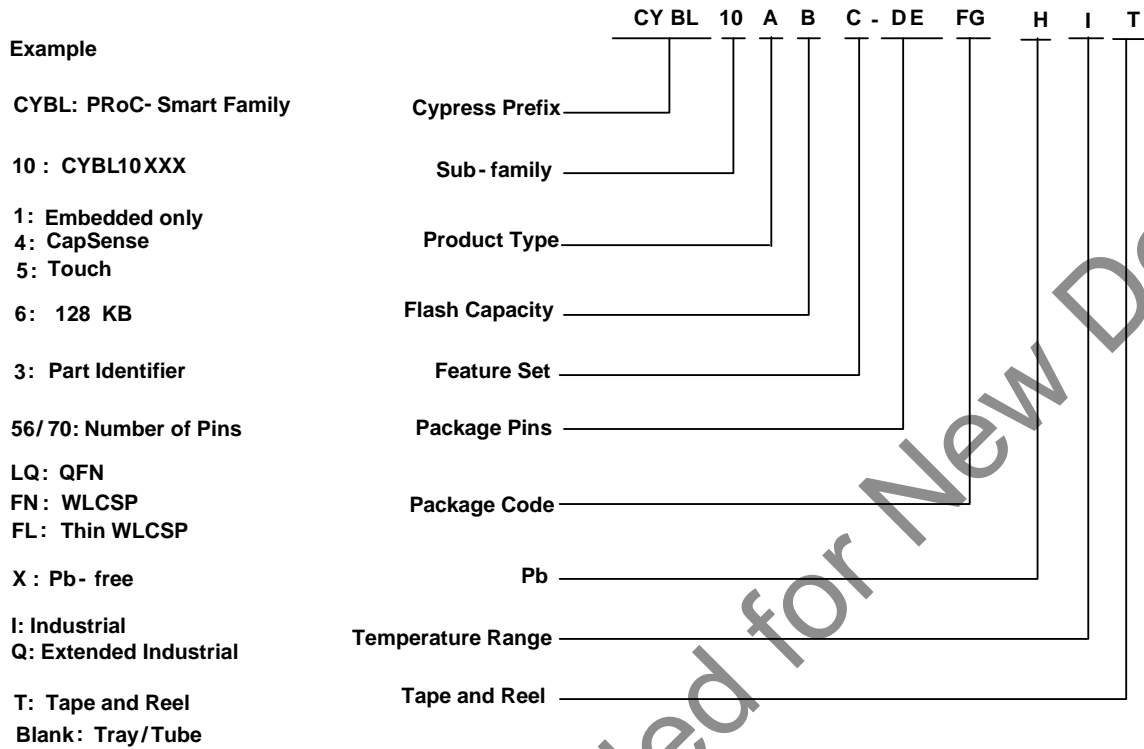 CY BL 10 A B C - DE FG H I T
Example
CYBL: PRoC- Smart Family Cypress Prefix
10 : CYBL10XXX Sub- family
1: Embedded only
4: CapSense Product Type
5: Touch
6: 128 KB Flash Capacity
3: Part Identifier Feature Set
56/ 70: Number of Pins Package Pins
LQ: QFN
FN : WLCSP Package Code
FL: Thin WLCSP
X : Pb- free Pb
I: Industrial Temperature Range
Q: Extended Industrial
T: Tape and Reel Tape and Reel
Blank: Tray/Tube
for New